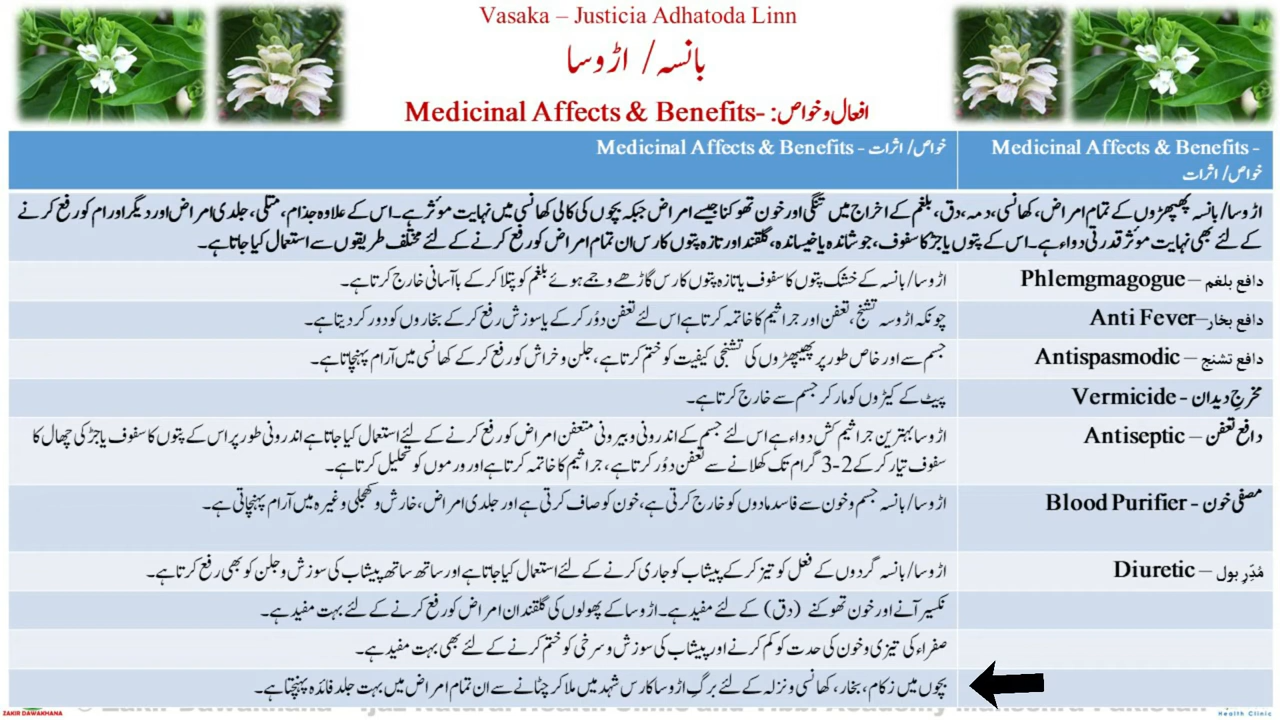 Vasaka – Justicia Adhatoda Linn
بانسہ/ اڑوسا
افعال و خواص: -Medicinal Affects & Benefits
Medicinal Affects & Benefits - خواص/ اثرات
Medicinal Affects & Benefits -
خواص/ اثرات
اڑوسا/ بانسہ پھیپھڑوں کے تمام امراض، کھانسی، دمہ، دق، بلغم کے اخراج میں تنگی اور خون تھوکنا جیسے امراض جبکہ بچوں کی کالی کھانسی میں نہایت موثر ہے۔ اس کے علاوہ جذام، متلی، جلدی امراض اور دیگر اورام کو رفع کرنے
کے لئے بھی نہایت موثر قدرتی دواء ہے۔ اس کے پتوں یا جڑ کا سفوف، جوشاندہ یا خیساندہ، گلقند اور تازہ پتوں کا رس ان تمام امراض کو رفع کرنے کے لئے مختلف طریقوں سے استعمال کیا جاتا ہے۔
دافع بلغم – Phlemgmagogue
اڑوسا/ بانسہ کے خشک پتوں کا سفوف یا تازہ پتوں کا رس گاڑھے و جمے ہوئے بلغم کو پتلا کر کے باآسانی خارج کرتا ہے۔
دافع بخار–Anti Fever
چونکہ اڑوسہ تشنج، تعفن اور جراثیم کا خاتمہ کرتا ہے اس لئے تعفن دُور کر کے یا سوزش رفع کر کے بخاروں کو دور کر دیتا ہے۔
دافع تشنج – Antispasmodic
جسم سے اور خاص طور پر پھیپھڑوں کی تشنجی کیفیت کو ختم کرتا ہے، جلن و خراش کو رفع کر کے کھانسی میں آرام پہنچاتا ہے۔
مخرجِ دیدان - Vermicide
پیٹ کے کیڑوں کو مار کر جسم سے خارج کرتا ہے۔
دافع تعفن – Antiseptic
اڑوسا بہترین جراثیم کش دواء ہے اس لئے جسم کے اندرونی و بیرونی متعفن امراض کو رفع کرنے کے لئے استعمال کیا جاتا ہے اندرونی طور پر اس کے پتوں کا سفوف یا جڑ کی چھال کا
سفوف تیار کر کے 2-3 گرام تک کھلانے سے تعفن دُور کرتا ہے، جراثیم کا خاتمہ کرتا ہے اور ورموں کو تحلیل کرتا ہے۔
مصفی خون - Blood Purifier
اڑوسا/ بانسہ جسم و خون سے فاسد مادوں کو خارج کرتی ہے، خون کو صاف کرتی ہے اور جلدی امراض، خارش و کھجلی وغیرہ میں آرام پہنچاتی ہے۔
مُدَرِ بول – Diuretic
اڑوسا/ بانسہ گردوں کے فعل کو تیز کر کے پیشاب کو جاری کرنے کے لئے استعمال کیا جاتا ہے اور ساتھ ساتھ پیشاب کی سوزش و جلن کو بھی رفع کرتا ہے۔
نکسیر آنے اور خون تھوکنے (دق) کے لئے مفید ہے۔ اڑوسا کے پھولوں کی گلقند ان امراض کو رفع کرنے کے لئے بہت مفید ہے۔
صفراء کی تیزی و خون کی حدت کو کم کرنے اور پیشاب کی سوزش و سرخی کو ختم کرنے کے لئے بھی بہت مفید ہے۔
بچوں میں زکام، بخار، کھانسی و نزلہ کے لئے برگِ اڑوسا کا رس شہد میں ملا کر چٹانے سے ان تمام امراض میں بہت جلد فائدہ پہنچتا ہے۔
ZAKIR DAWAKHANA
Health Clinic